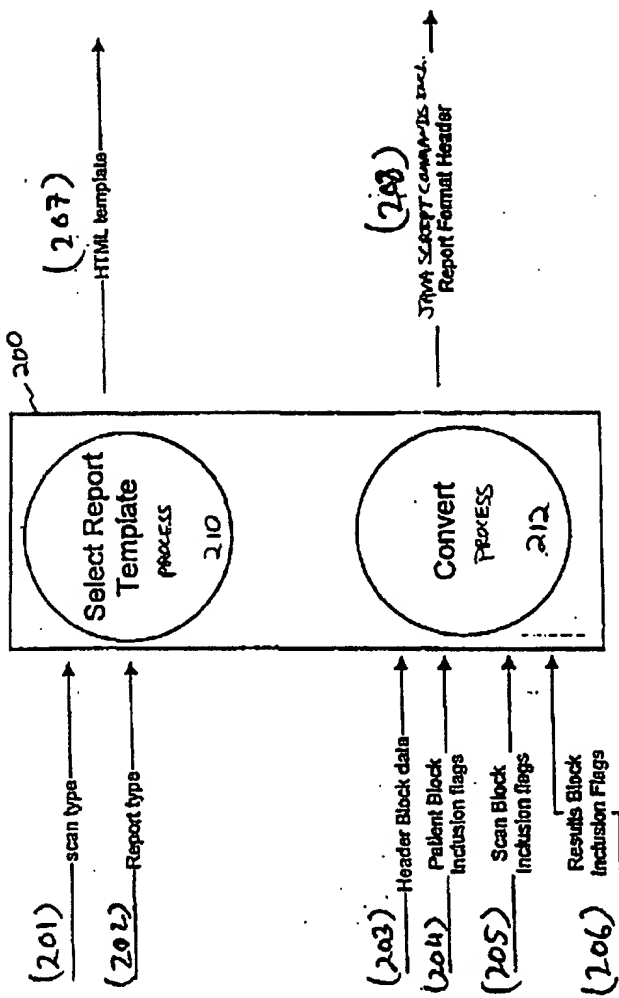 200
(201)
scan type
(202)
Report type
Select Report
Template
PROCESS
210
(207)
HTML template
(203)
Header Block data
(204)
Patient Block
Inclusion flags
(205)
Scan Block
Inclusion flags
(206)
Results Block
Inclusion Flags
Convert
PROCESS
212
(208)
JAVA SCRIPT COMMANDS
Report Format Header